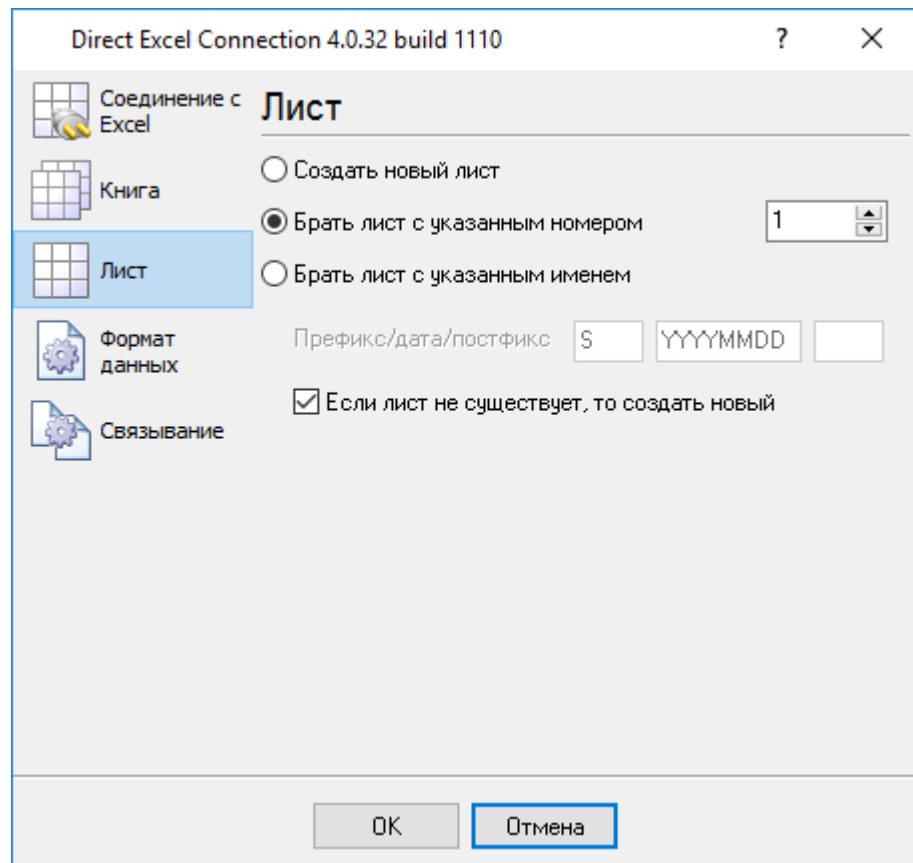 Direct Excel Connection 4.0.32 build 1110
?
Соединение с
Excel
Книга
Лист
Формат
данных
Связывание
Лист
Создать новый лист
Брать лист с указанным номером
1
Брать лист с указанным именем
Префикс/дата/постфикс
S
YYYYMMDD
Если лист не существует, то создать новый
OK
Отмена